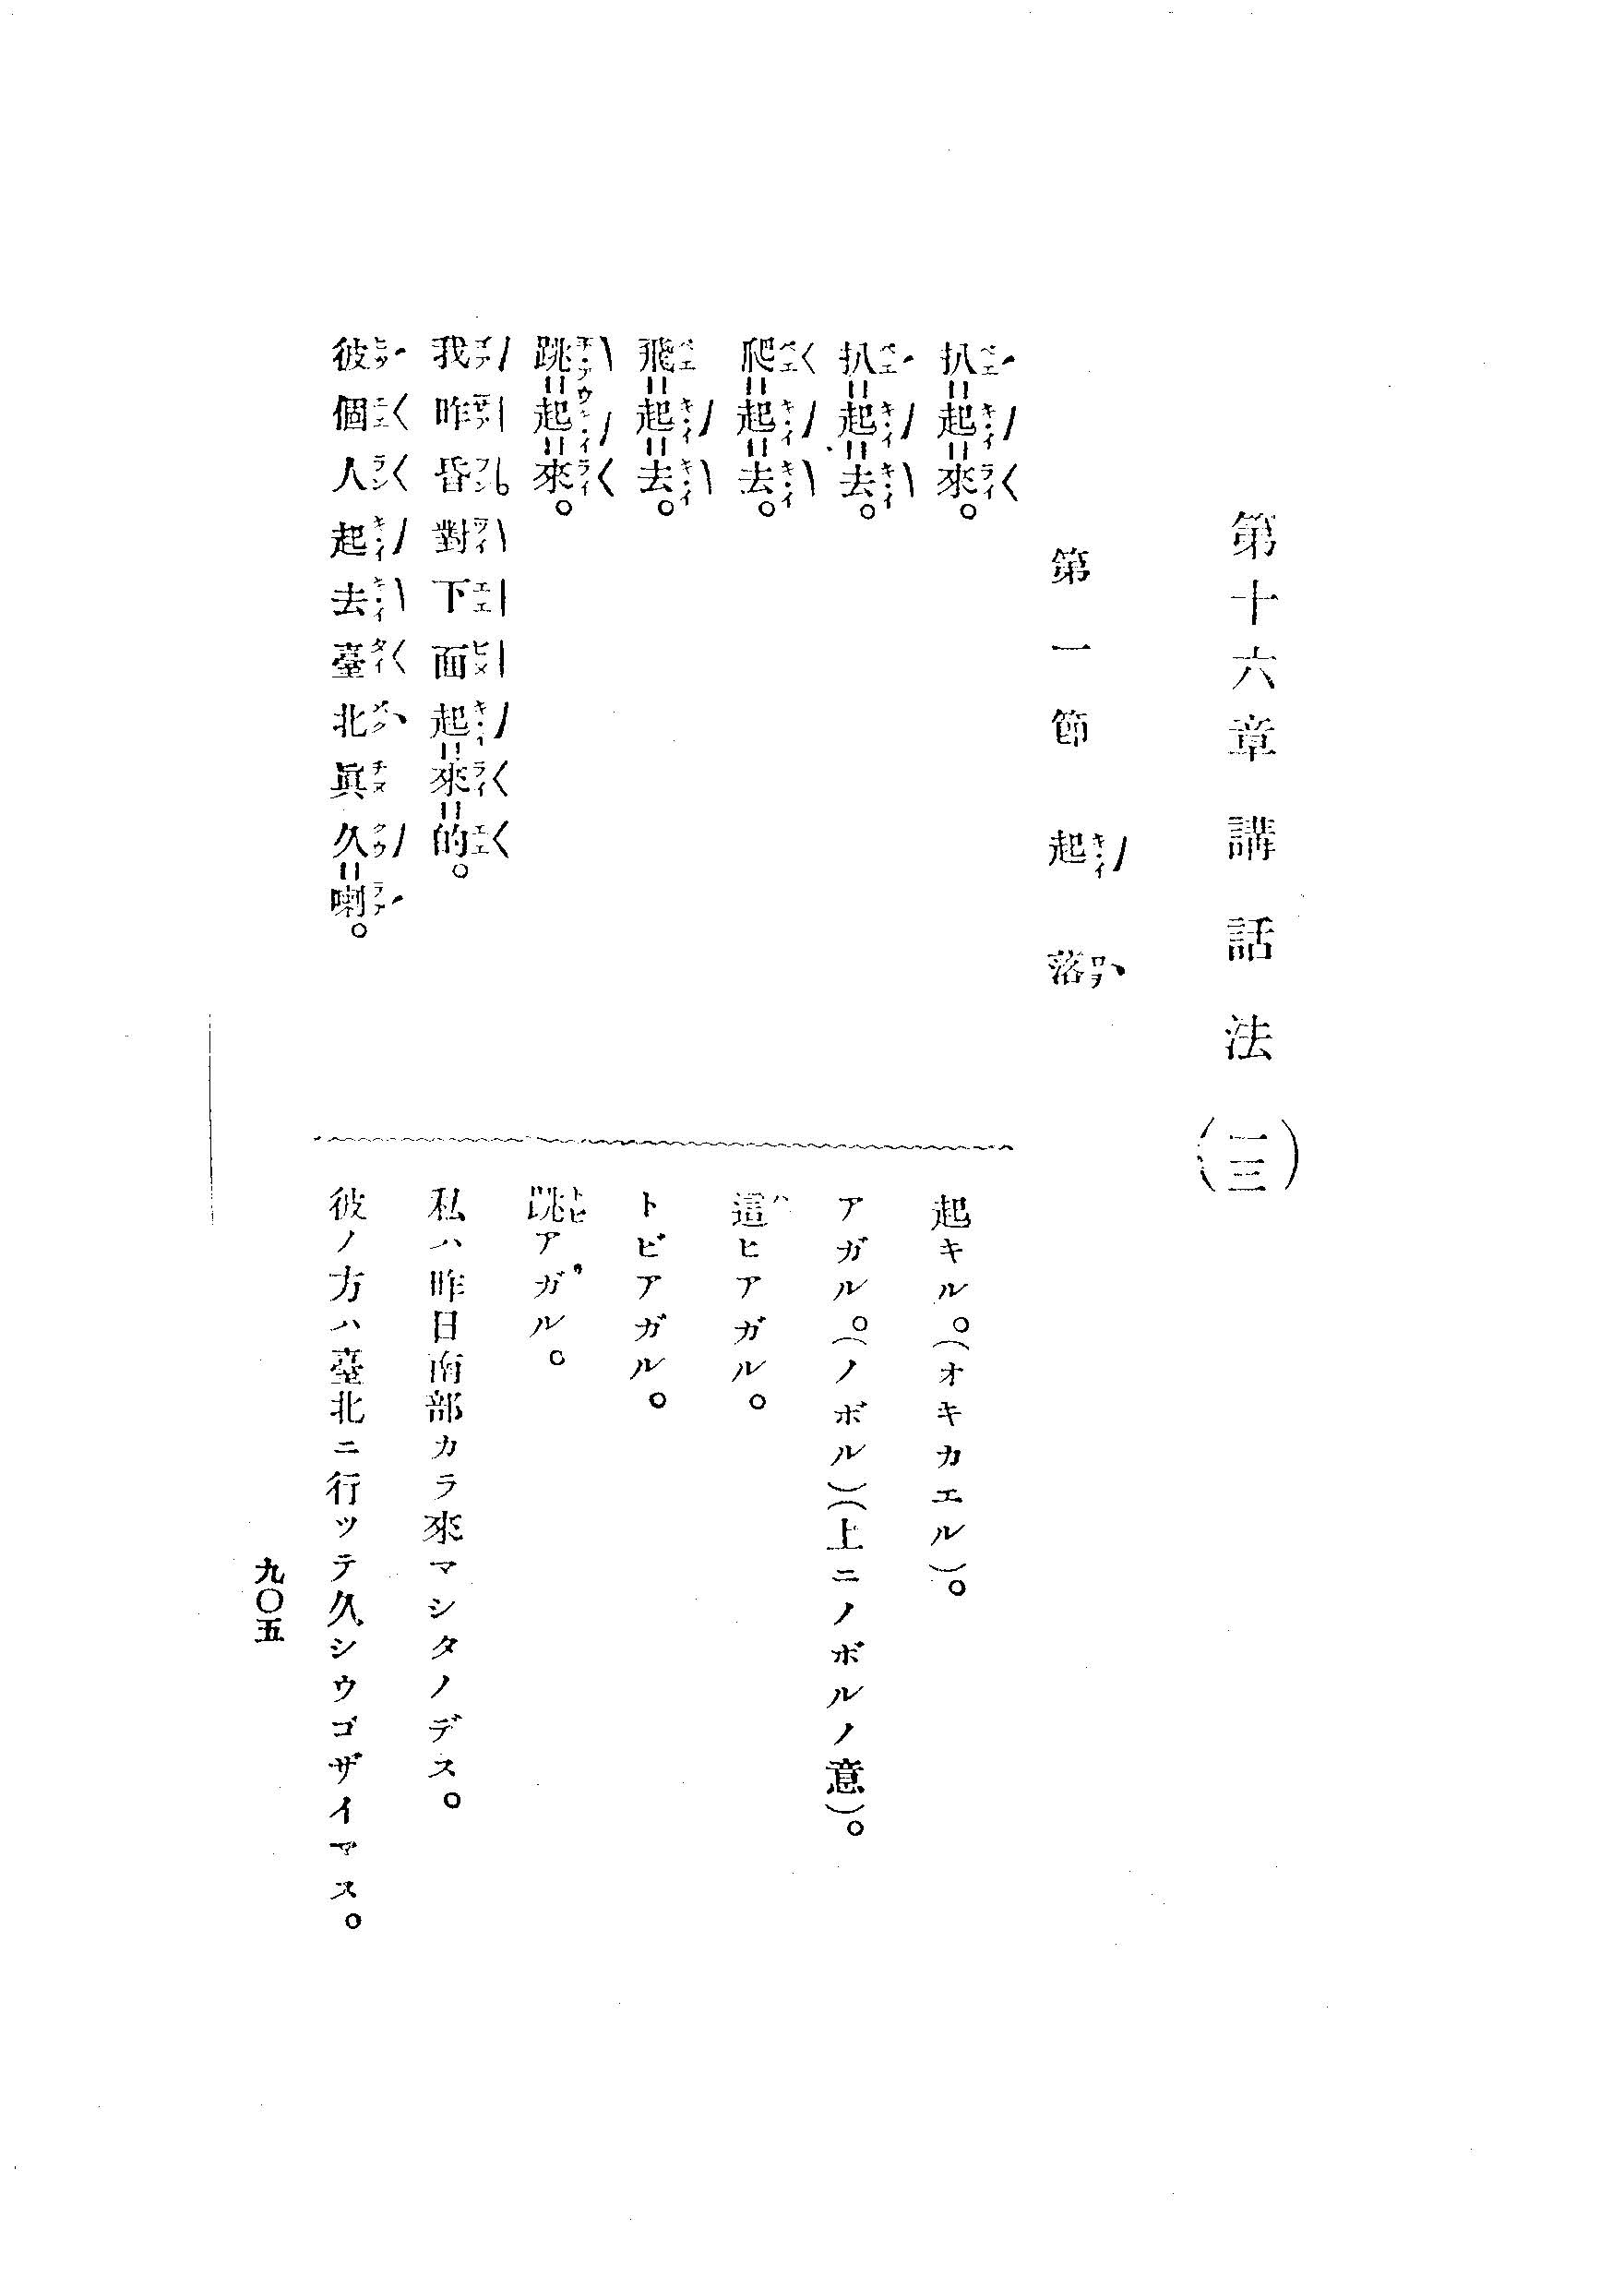 第十六章 講話法 (一三)
第一節 起 落
扒=起=來。
起キル。(オキカエル)。
扒=起=去。
アガル。(ノボル)(上ニノボルノ意)。
爬=起=去。
這ヒアガル。
飛=起=去。
トビアガル。
跳=起=來。
跳アガル。
我昨昏對下面起=來=的。
私ハ昨日南部カラ來マシタノデス。
彼個人起去臺北眞久=喇。
彼ノ方ハ臺北ニ行ツテ久シウゴザイマス。
九〇五